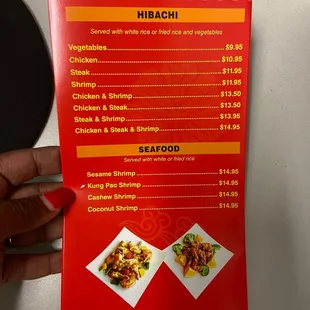 HIBACHI
Served with white rice or fried rice and vegetables
Vegetables $9.95
Chicken $10.95
Steak $11.95
Shrimp $11.95
Chicken & Shrimp $13.50
Chicken & Steak $13.50
Steak & Shrimp $13.95
Chicken & Steak & Shrimp $14.95
SEAFOOD
Served with white or fried rice
Sesame Shrimp $14.95
Kung Pao Shrimp $14.95
Cashew Shrimp $14.95
Coconut Shrimp $14.95